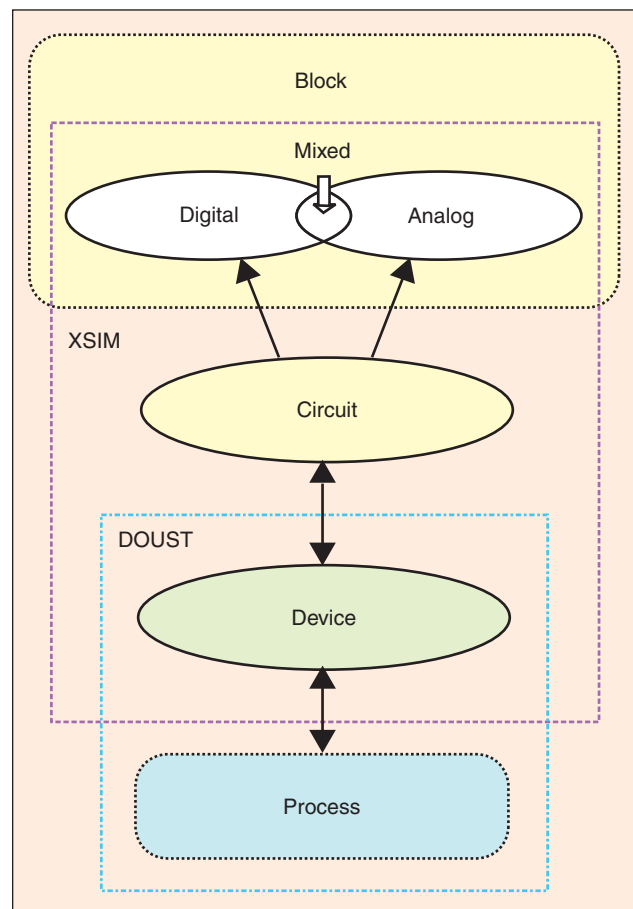 Block
Mixed
Digital
Analog
XSIM
Circuit
DOUST
Device
Process